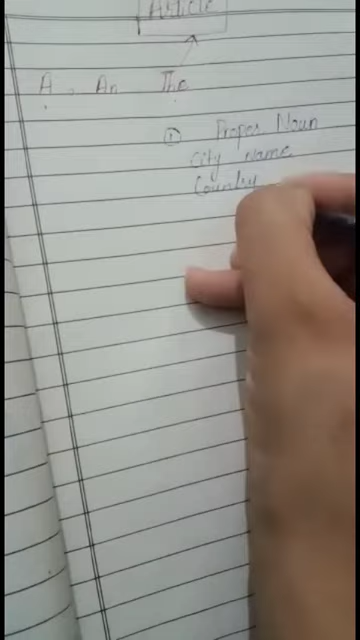 Article
A, An The
① Proper Noun
City name
Country